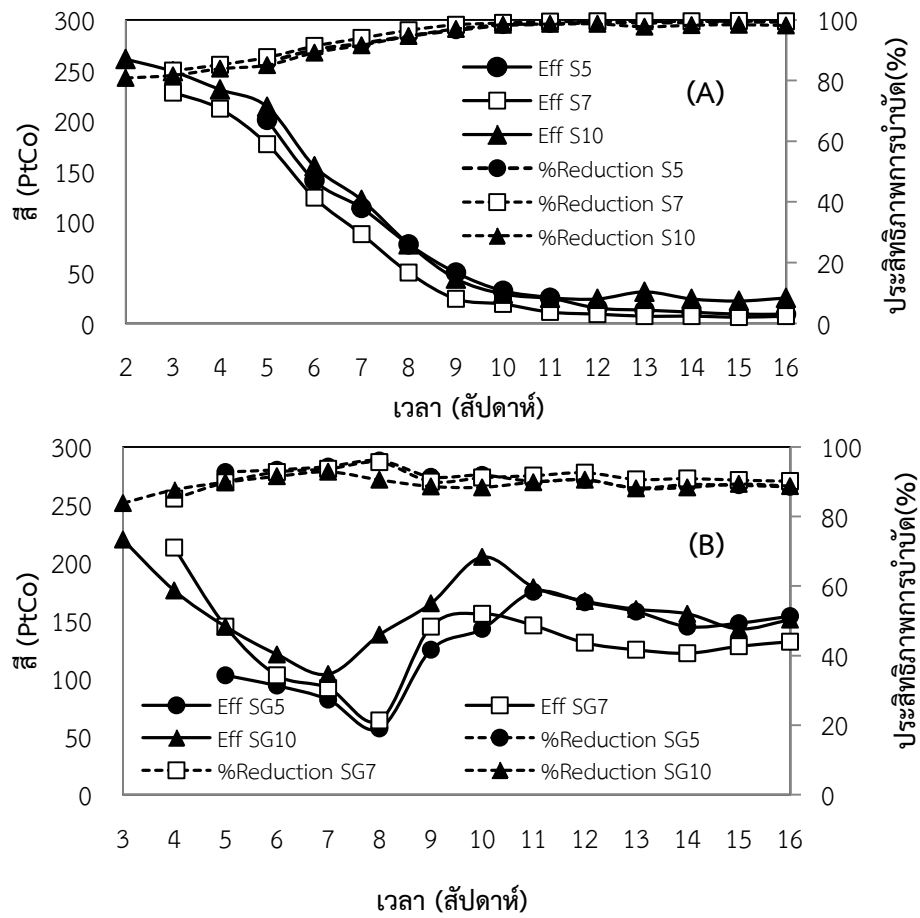 300
250
200
150
100
50
0
สี (PtCo)
100
80
60
40
20
0
ประสิทธิภาพการบำบัด(%)
(A)
Eff S5
Eff S7
Eff S10
%Reduction S5
%Reduction S7
%Reduction S10
2 3 4 5 6 7 8 9 10 11 12 13 14 15 16
เวลา (สัปดาห์)
300
250
200
150
100
50
0
สี (PtCo)
100
80
60
40
20
0
ประสิทธิภาพการบำบัด(%)
(B)
Eff SG5 Eff SG7
Eff SG10 %Reduction SG5
%Reduction SG7 %Reduction SG10
3 4 5 6 7 8 9 10 11 12 13 14 15 16
เวลา (สัปดาห์)